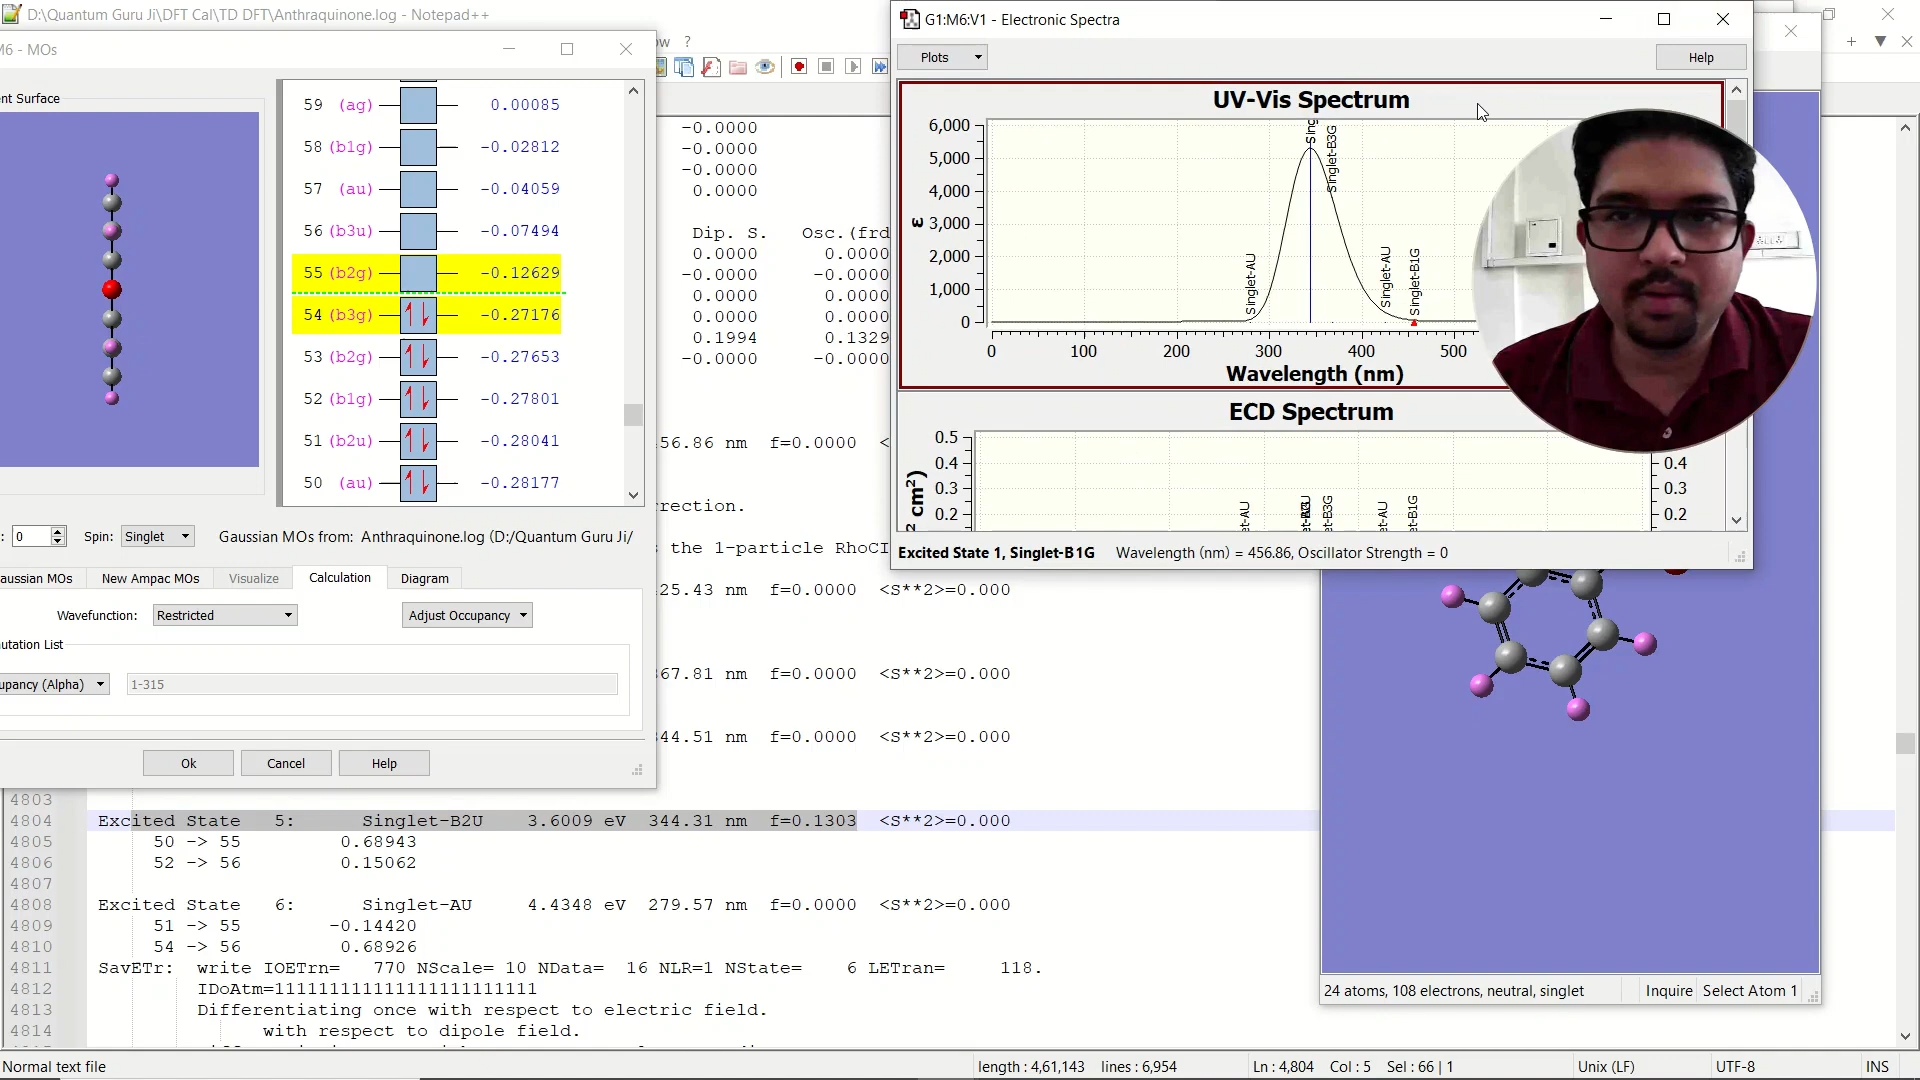 D:\Quantum Guru Ji\DFT Cal\TD DFT\Anthraquinone.log - Notepad++
ow ?
M6 - MOs
nt Surface
59 (ag) 0.00085
58 (b1g) -0.02812
57 (au) -0.04059
56 (b3u) -0.07494
55 (b2g) -0.12629
54 (b3g) -0.27176
53 (b2g) -0.27653
52 (b1g) -0.27801
51 (b2u) -0.28041
50 (au) -0.28177
: 0 Spin: Singlet Gaussian MOs from: Anthraquinone.log (D:/Quantum Guru Ji/
aussian MOs New Ampac MOs Visualize Calculation Diagram
Wavefunction: Restricted Adjust Occupancy
utation List
upancy (Alpha) 1-315
Ok Cancel Help
-0.0000
-0.0000
-0.0000
0.0000
Dip. S. Osc.(frd
0.0000 0.0000
-0.0000 -0.0000
0.0000 0.0000
0.0000 0.0000
0.1994 0.1329
-0.0000 -0.0000
56.86 nm f=0.0000 <
rection.
s the 1-particle RhoCI
25.43 nm f=0.0000 <S**2>=0.000
67.81 nm f=0.0000 <S**2>=0.000
44.51 nm f=0.0000 <S**2>=0.000
4803
4804 Excited State 5: Singlet-B2U 3.6009 eV 344.31 nm f=0.1303 <S**2>=0.000
4805 50 -> 55 0.68943
4806 52 -> 56 0.15062
4807
4808 Excited State 6: Singlet-AU 4.4348 eV 279.57 nm f=0.0000 <S**2>=0.000
4809 51 -> 55 -0.14420
4810 54 -> 56 0.68926
4811 SavETr: write IOETrn= 770 NScale= 10 NData= 16 NLR=1 NState= 6 LETran= 118.
4812 IDoAtm=111111111111111111111111
4813 Differentiating once with respect to electric field.
4814 with respect to dipole field.
G1:M6:V1 - Electronic Spectra
Plots Help
UV-Vis Spectrum
6,000
5,000
4,000
3,000
2,000
1,000
0
ε
Sing
Singlet-B3G
Singlet-AU
Singlet-AU
Singlet-B1G
0 100 200 300 400 500
Wavelength (nm)
ECD Spectrum
0.5
0.4 0.4
0.3 0.3
0.2 0.2
2 cm²)
et-AU
et-B3G
et-AU
et-B1G
Excited State 1, Singlet-B1G Wavelength (nm) = 456.86, Oscillator Strength = 0
24 atoms, 108 electrons, neutral, singlet Inquire Select Atom 1
Normal text file length : 4,61,143 lines : 6,954 Ln : 4,804 Col : 5 Sel : 66 | 1 Unix (LF) UTF-8 INS